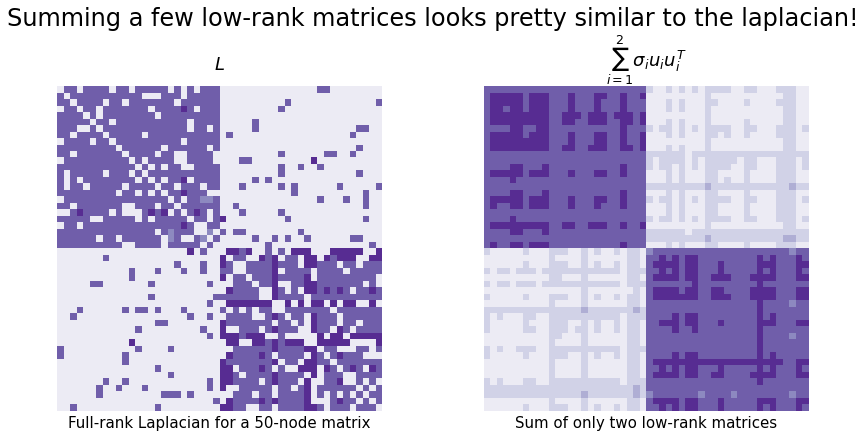 Summing a few low-rank matrices looks pretty similar to the laplacian!
L
$\sum_{i=1}^{2} \sigma_i u_i u_i^T$
Full-rank Laplacian for a 50-node matrix
Sum of only two low-rank matrices